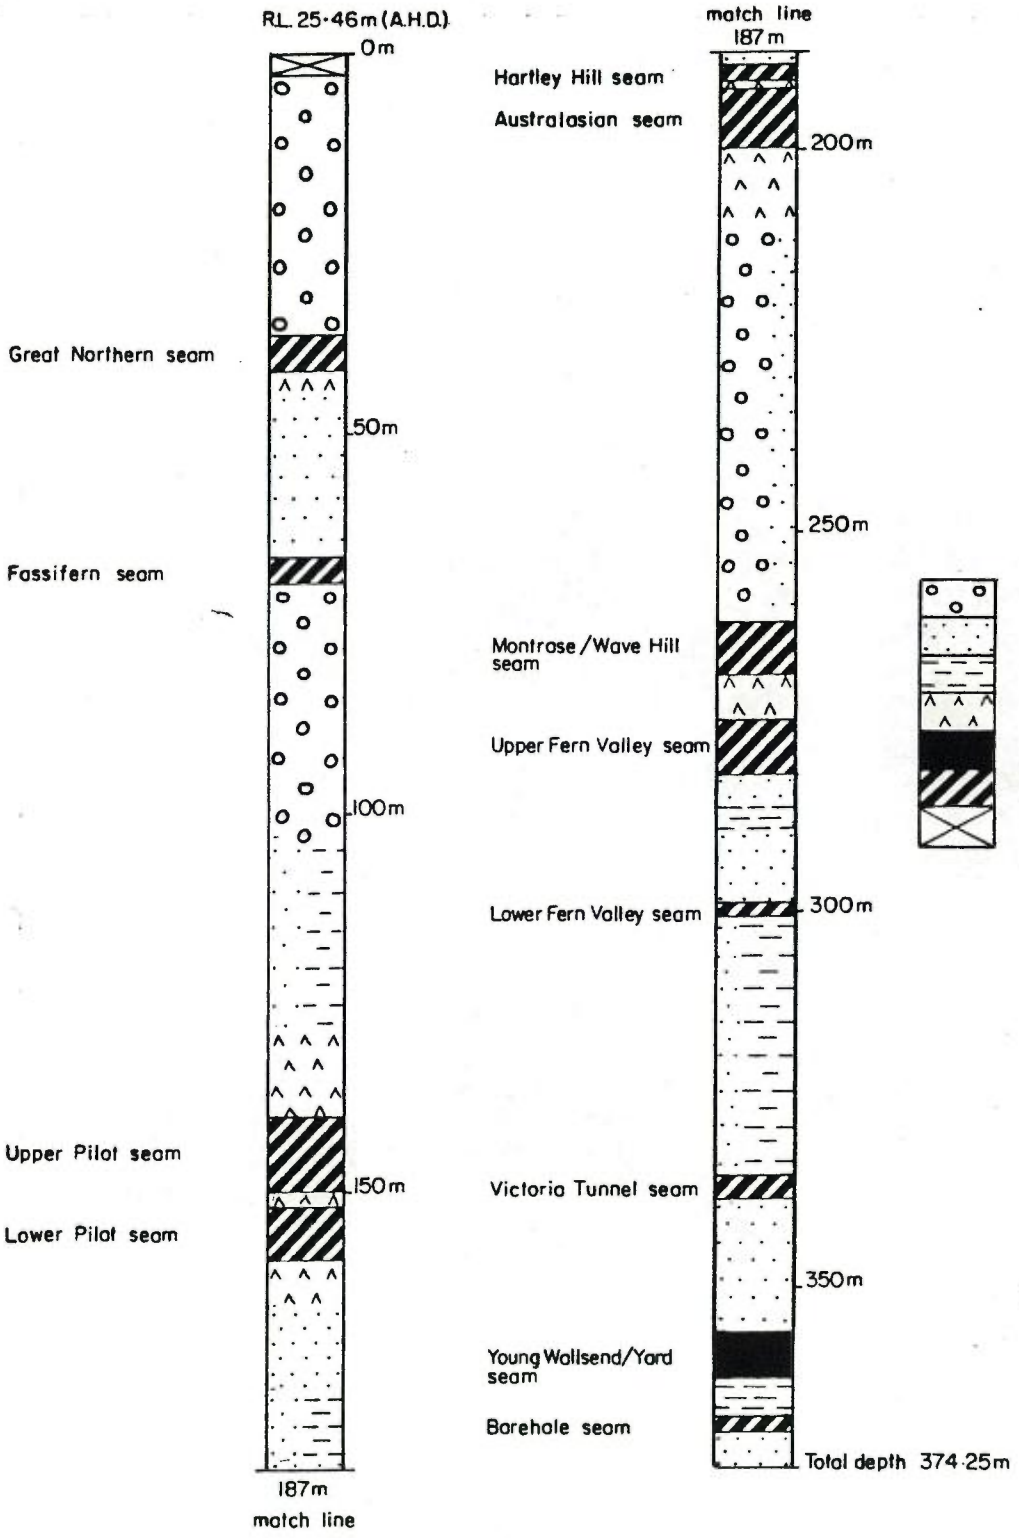 R.L. 25·46m (A.H.D.)
0m
Great Northern seam
50m
Fassifern seam
100m
Upper Pilot seam
150m
Lower Pilot seam
187m
match line
match line
187m
Hartley Hill seam
Australasian seam
200m
250m
Montrose/Wave Hill
seam
Upper Fern Valley seam
Lower Fern Valley seam
300m
Victoria Tunnel seam
350m
Young Wallsend/Yard
seam
Borehole seam
Total depth 374·25m